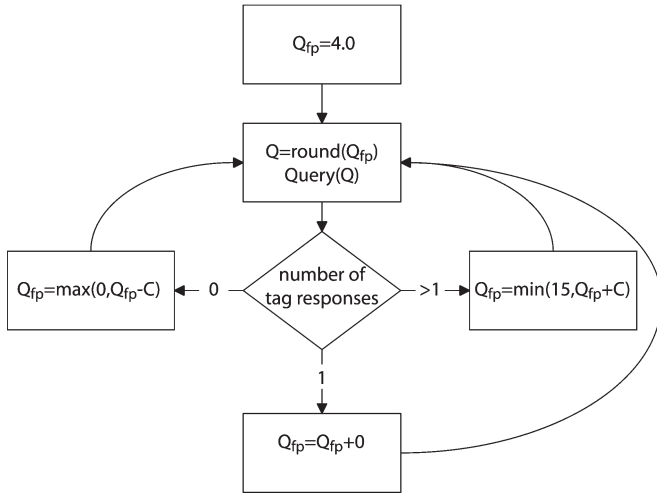 Qfp=4.0
Q=round(Qfp)
Query(Q)
number of
tag responses
0
>1
Qfp=max(0,Qfp-C)
Qfp=min(15,Qfp+C)
1
Qfp=Qfp+0